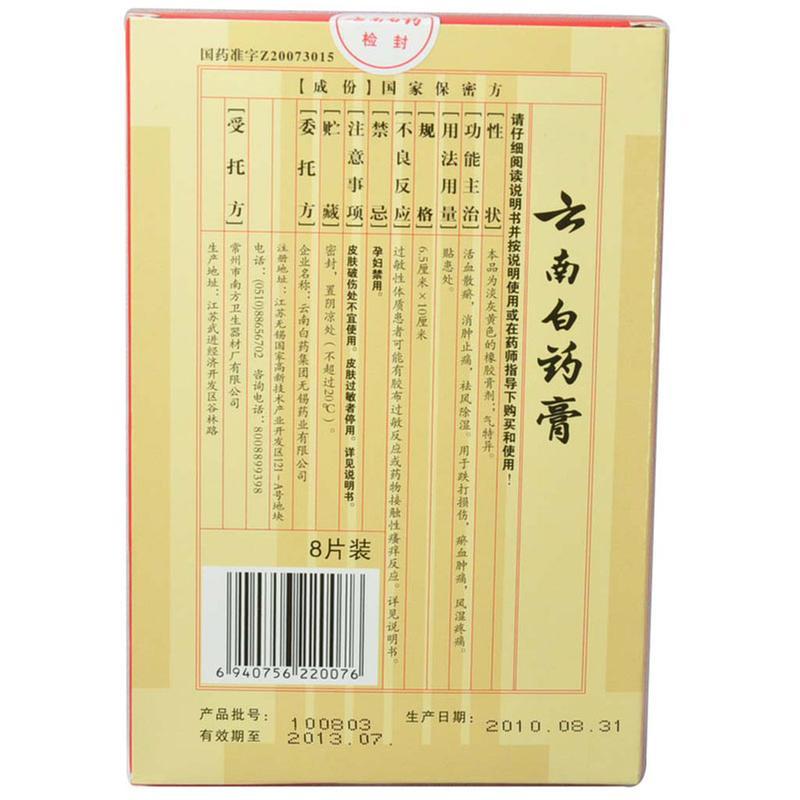 检封
国药准字Z20073015
【成份】国家保密方
云南白药膏
请仔细阅读说明书并按说明使用或在药师指导下购买和使用！
[性状]本品为淡灰黄色的橡胶膏剂；气特异。
[功能主治]活血散瘀，消肿止痛，祛风除湿。用于跌打损伤，瘀血肿痛，风湿疼痛。
[用法用量]贴患处。
[规格]6.5厘米×10厘米
[不良反应]过敏性体质患者可能有胶布过敏反应或药物接触性瘙痒反应。详见说明书。
[禁忌]孕妇禁用。
[注意事项]皮肤破伤处不宜使用。皮肤过敏者停用。详见说明书。
[贮藏]密封，置阴凉处（不超过20℃）。
[委托方]企业名称：云南白药集团无锡药业有限公司
注册地址：江苏无锡国家高新技术产业开发区121-A号地块
电话：(0510)88656702 咨询电话：8008899398
[受托方]常州市南方卫生器材厂有限公司
生产地址：江苏武进经济开发区谷林路
8片装
6 940756 220076
产品批号：100803 生产日期：2010.08.31
有效期至 2013.07.